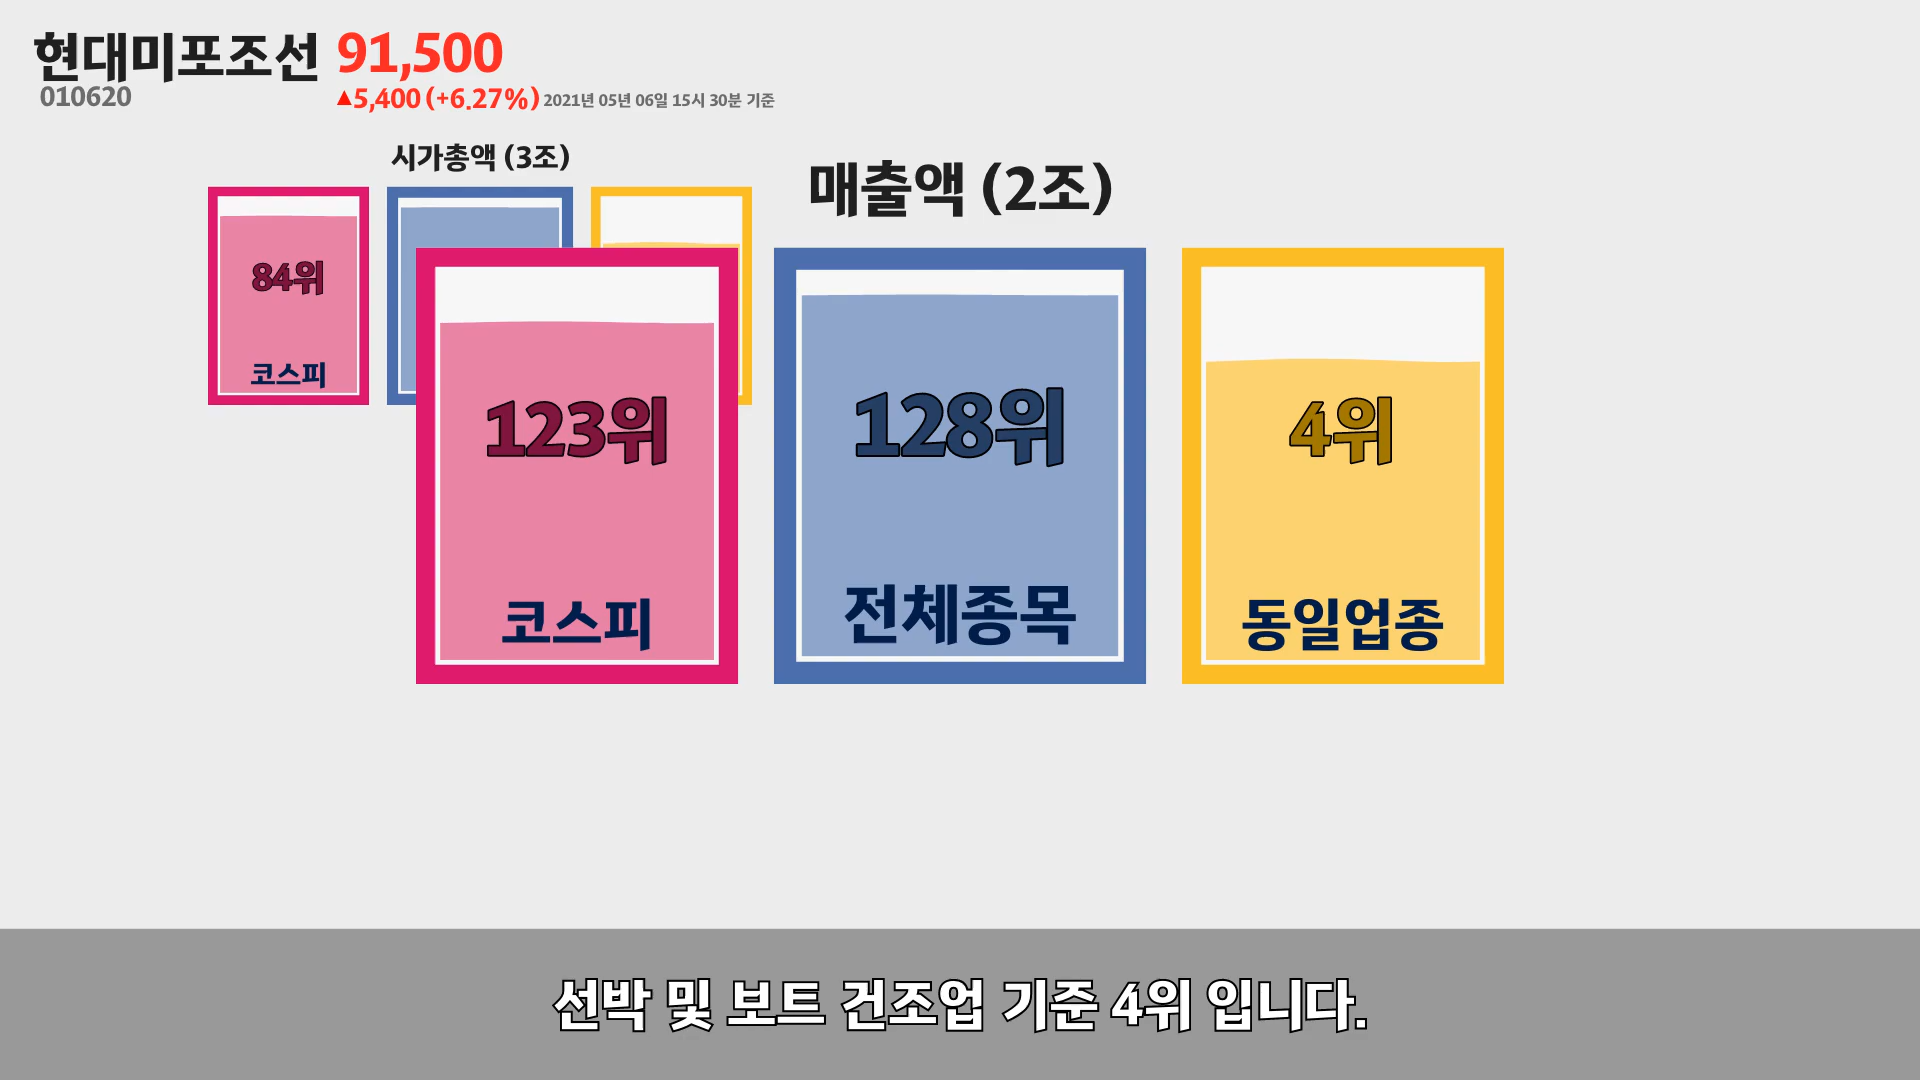 현대미포조선 91,500
010620
▲5,400 (+6.27%) 2021년 05년 06일 15시 30분 기준
시가총액 (3조)
84위
코스피
매출액 (2조)
123위
코스피
128위
전체종목
4위
동일업종
선박 및 보트 건조업 기준 4위 입니다.